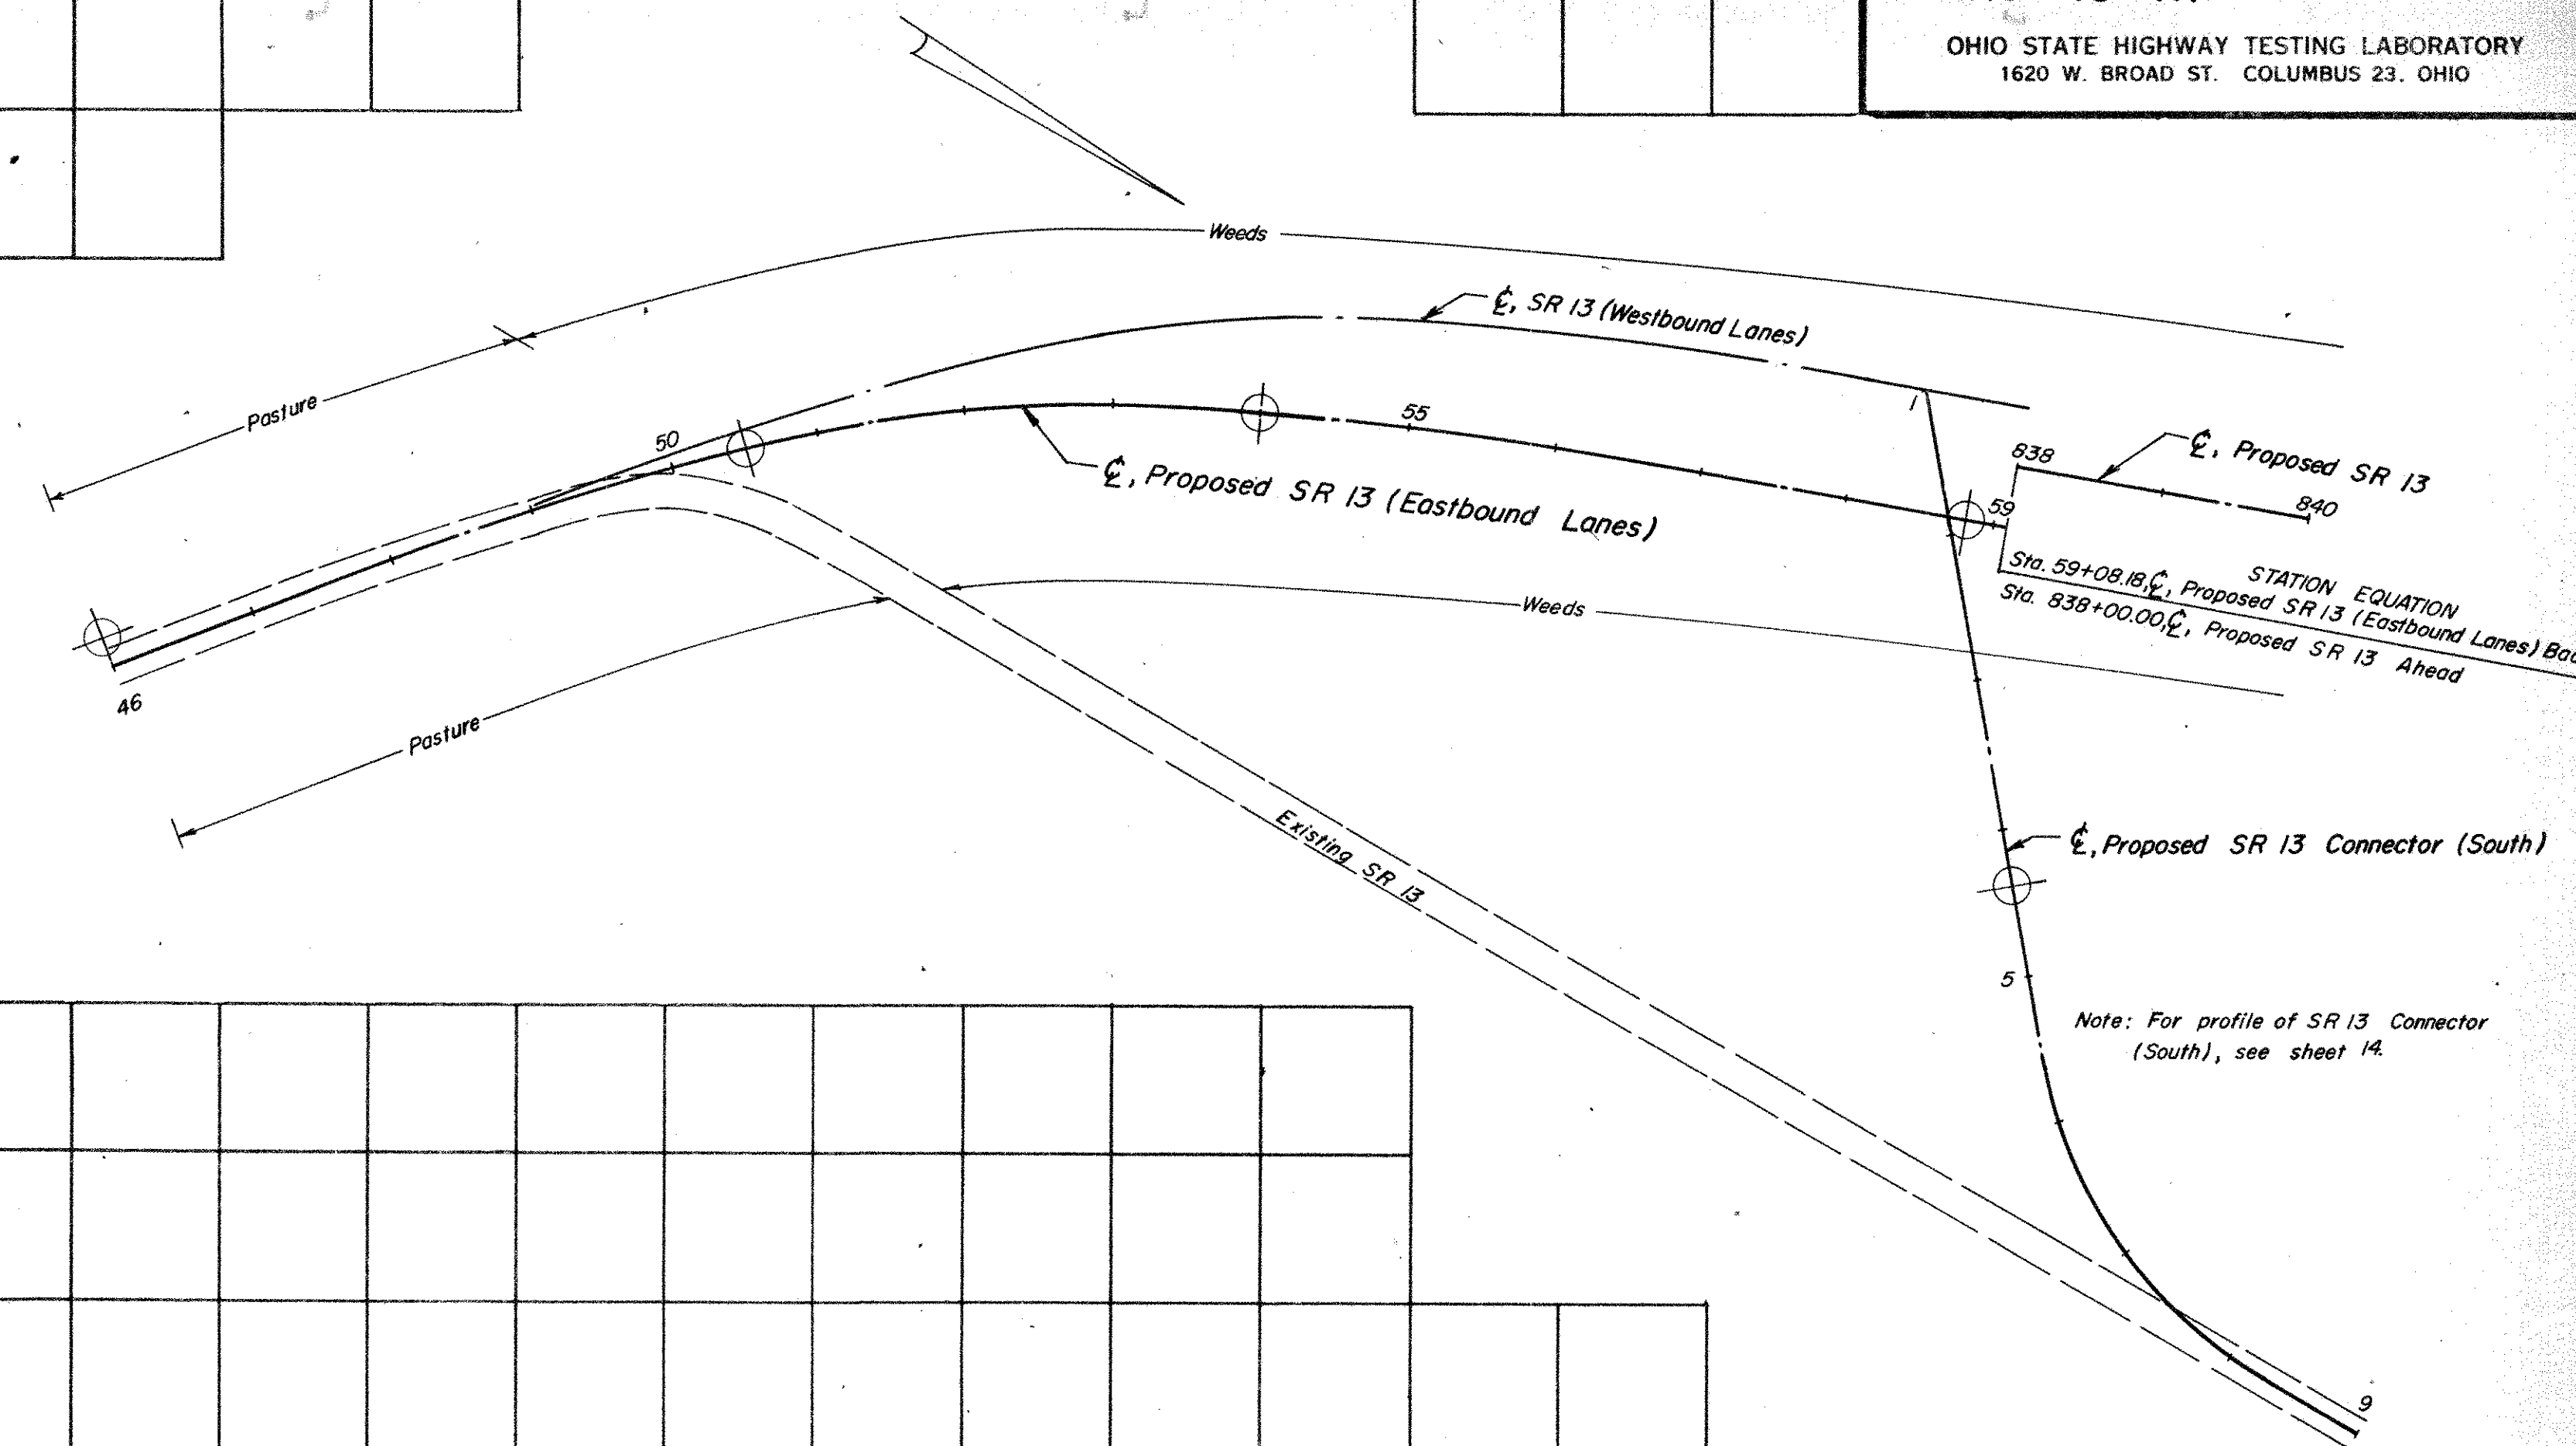 OHIO STATE HIGHWAY TESTING LABORATORY
1620 W. BROAD ST. COLUMBUS 23. OHIO
Weeds
℄, SR 13 (Westbound Lanes)
Pasture
50
55
1
℄, Proposed SR 13 (Eastbound Lanes)
838
℄, Proposed SR 13
840
59
STATION EQUATION
Sta. 59+08.18, ℄, Proposed SR 13 (Eastbound Lanes)
Sta. 838+00.00, ℄, Proposed SR 13 Ahead
Weeds
46
Pasture
Existing SR 13
℄, Proposed SR 13 Connector (South)
5
Note: For profile of SR 13 Connector
(South), see sheet 14.
9